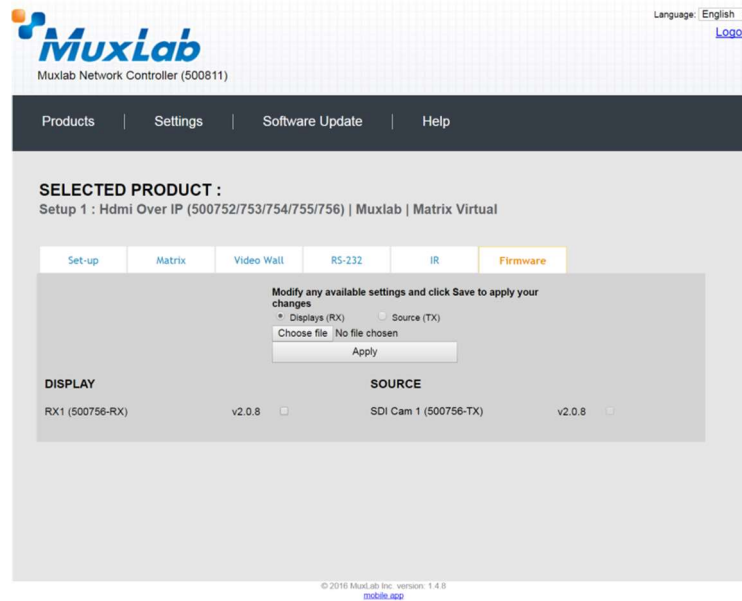 Language: English
Logo
MuxLab
Muxlab Network Controller (500811)
Products | Settings | Software Update | Help
SELECTED PRODUCT :
Setup 1 : Hdmi Over IP (500752/753/754/755/756) | Muxlab | Matrix Virtual
Set-up Matrix Video Wall RS-232 IR Firmware
Modify any available settings and click Save to apply your
changes
Displays (RX) Source (TX)
Choose file No file chosen
Apply
DISPLAY SOURCE
RX1 (500756-RX) v2.0.8 SDI Cam 1 (500756-TX) v2.0.8
© 2016 MuxLab Inc. version: 1.4.8
mobile app